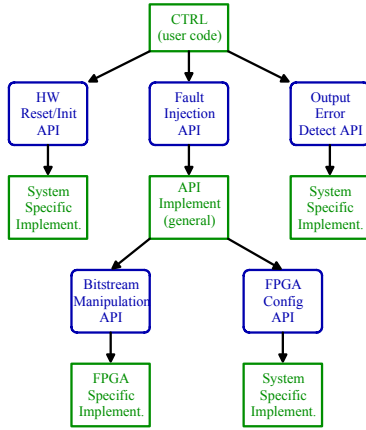 CTRL
(user code)
HW
Reset/Init
API
Fault
Injection
API
Output
Error
Detect API
System
Specific
Implement.
API
Implement
(general)
System
Specific
Implement.
Bitstream
Manipulation
API
FPGA
Config
API
FPGA
Specific
Implement.
System
Specific
Implement.